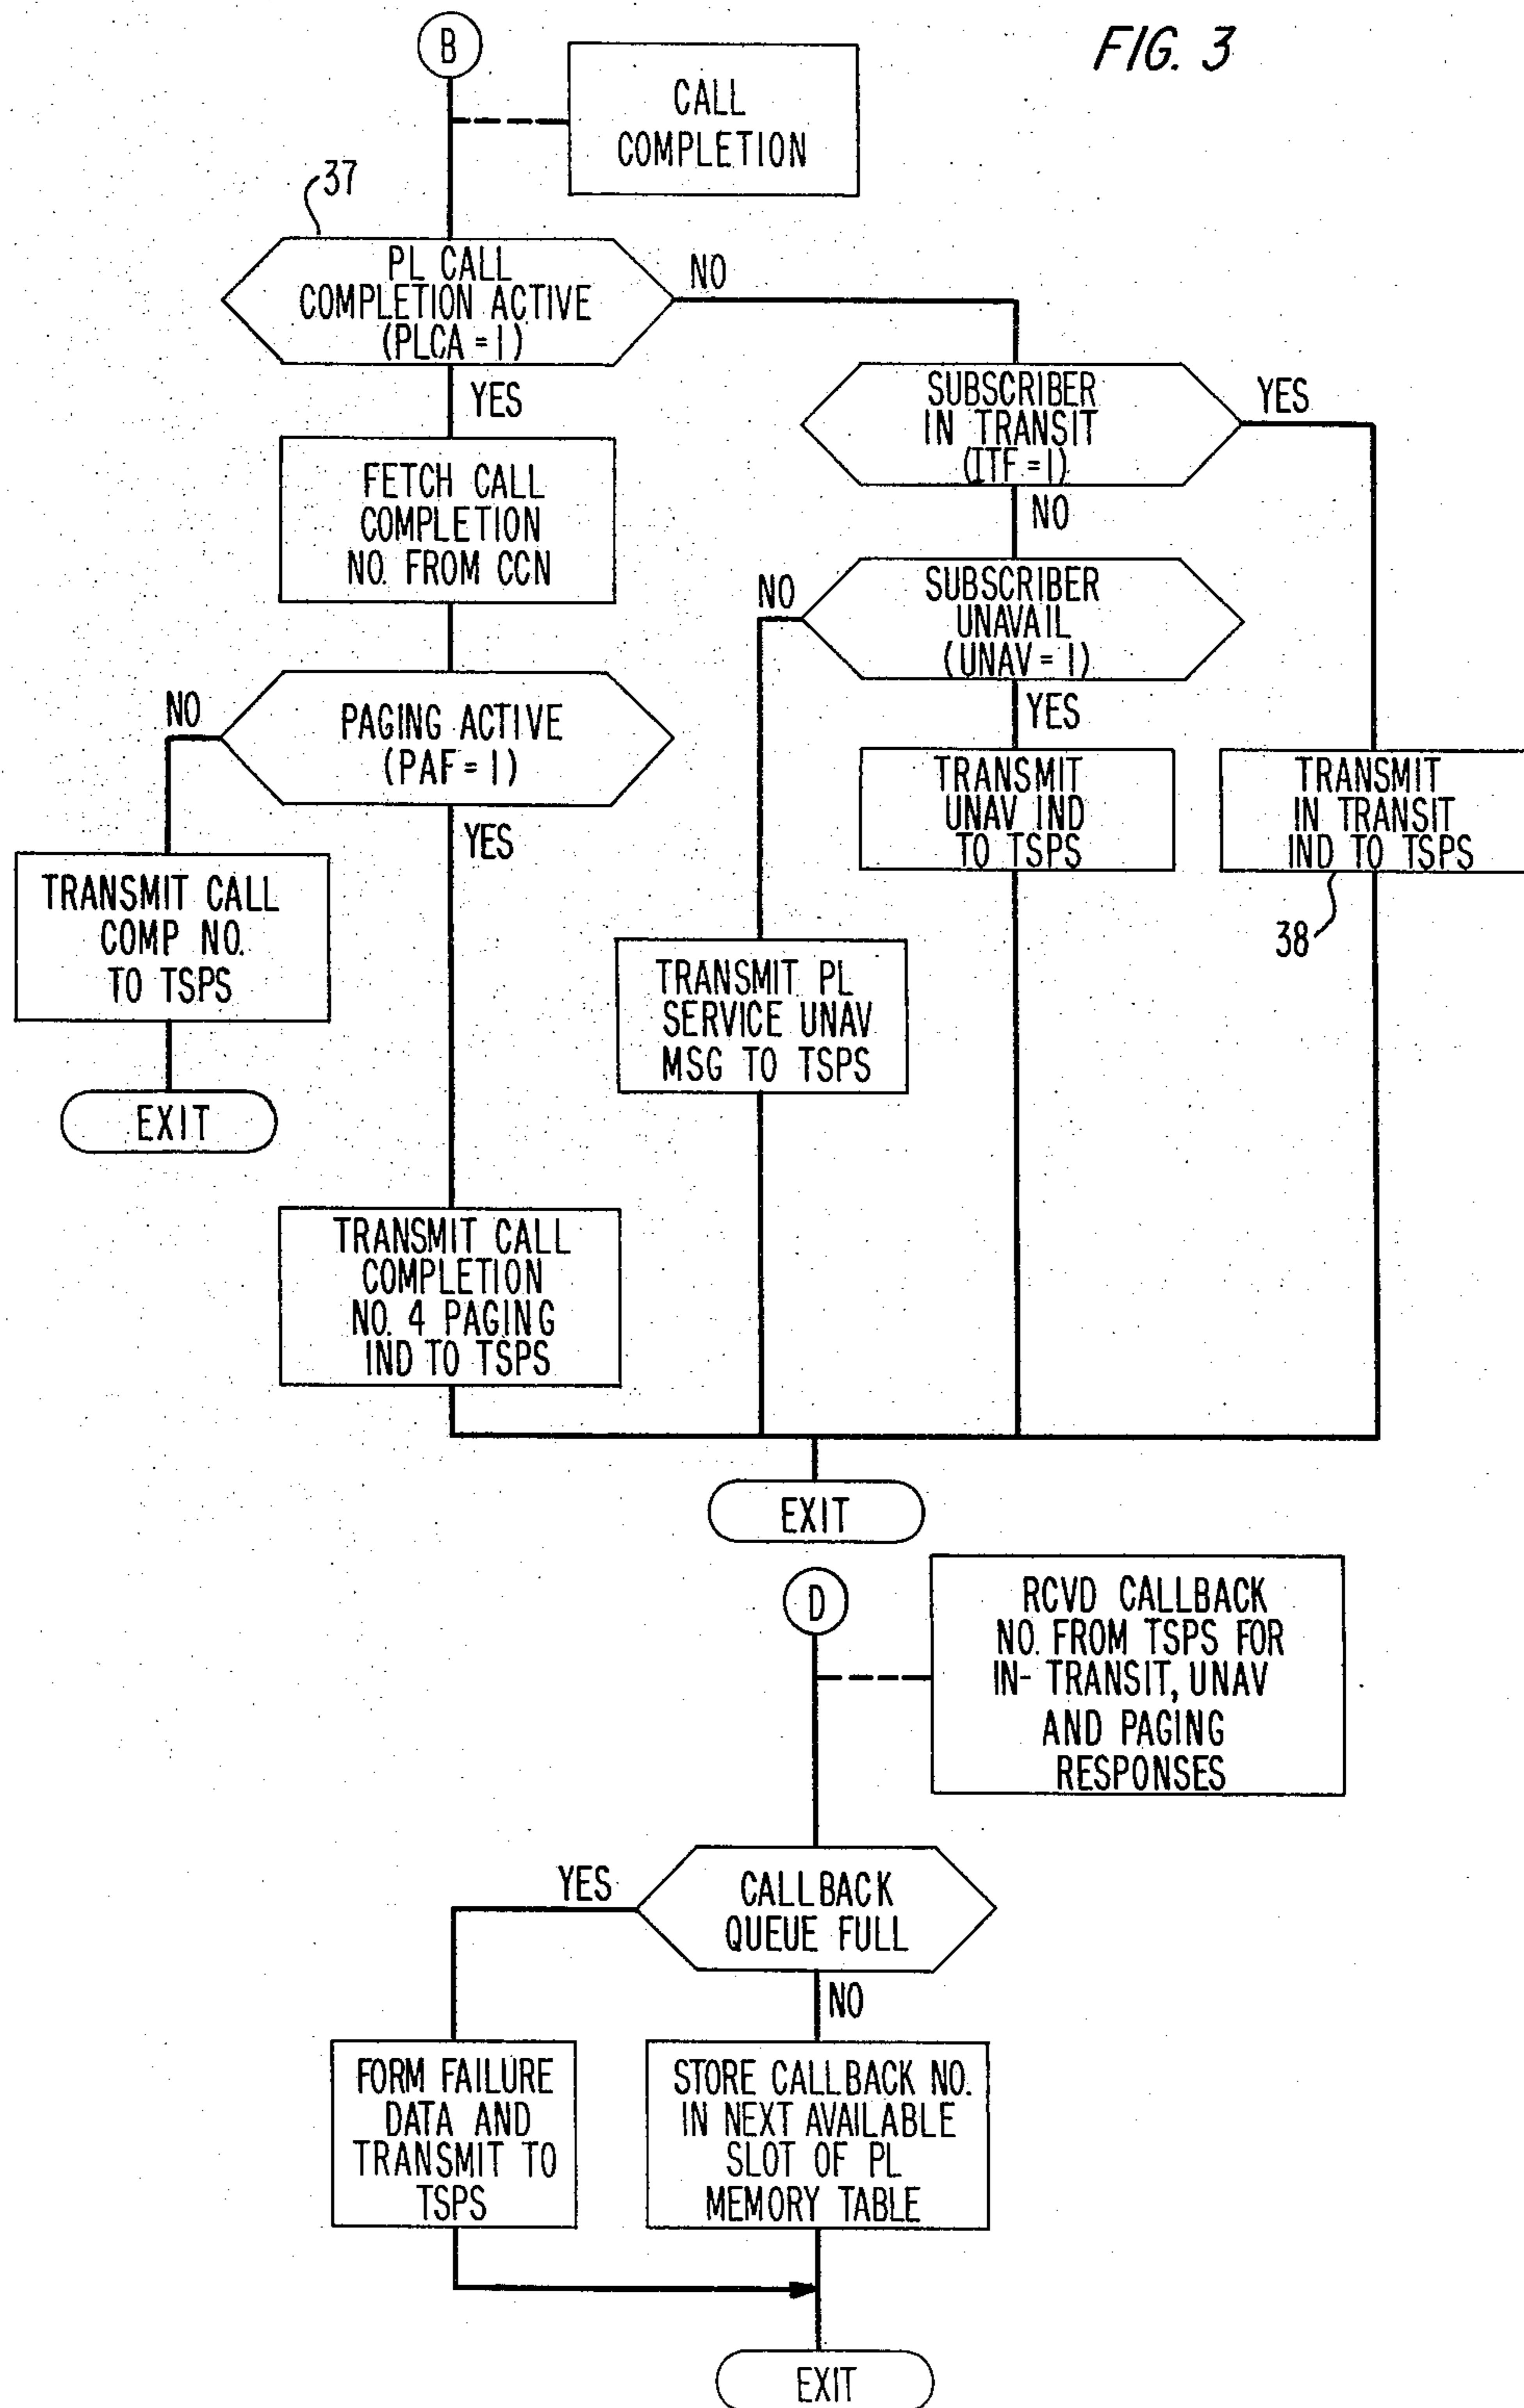 FIG. 3
B
CALL
COMPLETION
37
PL CALL
COMPLETION ACTIVE
(PLCA = 1)
NO
YES
SUBSCRIBER
IN TRANSIT
(ITF = 1)
YES
NO
FETCH CALL
COMPLETION
NO. FROM CCN
SUBSCRIBER
UNAVAIL
(UNAV = 1)
NO
YES
PAGING ACTIVE
(PAF = 1)
NO
YES
TRANSMIT
UNAV IND
TO TSPS
TRANSMIT
IN TRANSIT
IND TO TSPS
38
TRANSMIT CALL
COMP NO.
TO TSPS
EXIT
TRANSMIT PL
SERVICE UNAV
MSG TO TSPS
TRANSMIT CALL
COMPLETION
NO. 4 PAGING
IND TO TSPS
EXIT
D
RCVD CALLBACK
NO. FROM TSPS FOR
IN- TRANSIT, UNAV
AND PAGING
RESPONSES
CALLBACK
QUEUE FULL
YES
NO
FORM FAILURE
DATA AND
TRANSMIT TO
TSPS
STORE CALLBACK NO.
IN NEXT AVAILABLE
SLOT OF PL
MEMORY TABLE
EXIT